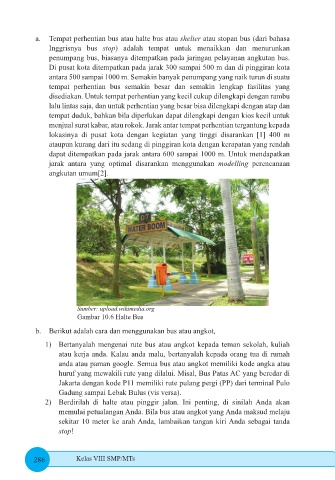 a. Tempat perhentian bus atau halte bus atau shelter atau stopan bus (dari bahasa
Inggrisnya bus stop) adalah tempat untuk menaikkan dan menurunkan
penumpang bus, biasanya ditempatkan pada jaringan pelayanan angkutan bus.
Di pusat kota ditempatkan pada jarak 300 sampai 500 m dan di pinggiran kota
antara 500 sampai 1000 m. Semakin banyak penumpang yang naik turun di suatu
tempat perhentian bus semakin besar dan semakin lengkap fasilitas yang
disediakan. Untuk tempat perhentian yang kecil cukup dilengkapi dengan rambu
lalu lintas saja, dan untuk perhentian yang besar bisa dilengkapi dengan atap dan
tempat duduk, bahkan bila diperlukan dapat dilengkapi dengan kios kecil untuk
menjual surat kabar, atau rokok. Jarak antar tempat perhentian tergantung kepada
lokasinya di pusat kota dengan kegiatan yang tinggi disarankan [1] 400 m
ataupun kurang dari itu sedang di pinggiran kota dengan kerapatan yang rendah
dapat ditempatkan pada jarak antara 600 sampai 1000 m. Untuk mendapatkan
jarak antara yang optimal disarankan menggunakan modelling perencanaan
angkutan umum[2].
WATER BOOM
Sumber: upload.wikimedia.org
Gambar 10.6 Halte Bus
b. Berikut adalah cara dan menggunakan bus atau angkot,
1) Bertanyalah mengenai rute bus atau angkot kepada teman sekolah, kuliah
atau kerja anda. Kalau anda malu, bertanyalah kepada orang tua di rumah
anda atau paman google. Semua bus atau angkot memiliki kode angka atau
huruf yang mewakili rute yang dilalui. Misal, Bus Patas AC yang beredar di
Jakarta dengan kode P11 memiliki rute pulang pergi (PP) dari terminal Pulo
Gadung sampai Lebak Bulus (vis versa).
2) Berdirilah di halte atau pinggir jalan. Ini penting, di sinilah Anda akan
memulai petualangan Anda. Bila bus atau angkot yang Anda maksud melaju
sekitar 10 meter ke arah Anda, lambaikan tangan kiri Anda sebagai tanda
stop!
286 Kelas VIII SMP/MTs